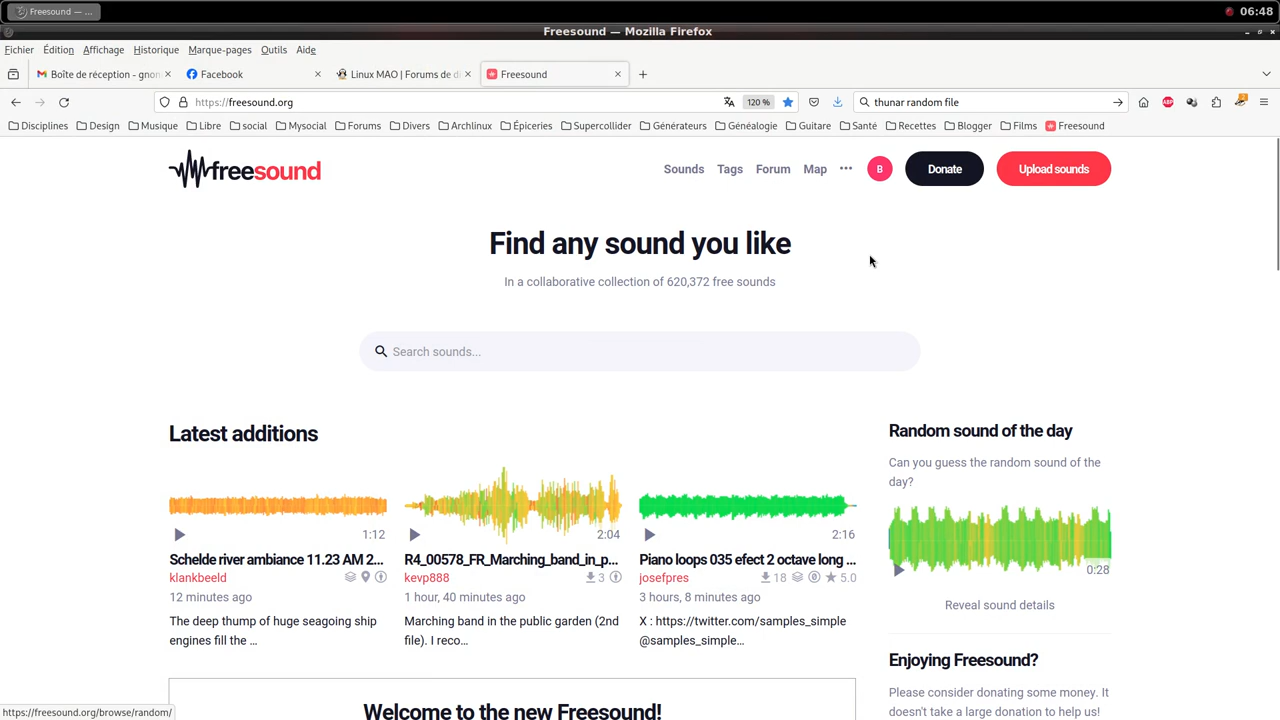 Freesound — ...
06:48
Freesound — Mozilla Firefox
Fichier Édition Affichage Historique Marque-pages Outils Aide
Boîte de réception - gnon
Facebook
Linux MAO | Forums de di
Freesound
https://freesound.org
120 %
thunar random file
Disciplines Design Musique Libre social Mysocial Forums Divers Archlinux Épiceries Supercollider Générateurs Généalogie Guitare Santé Recettes Blogger Films Freesound
freesound
Sounds Tags Forum Map ••• B Donate Upload sounds
Find any sound you like
In a collaborative collection of 620,372 free sounds
Search sounds...
Latest additions
1:12
Schelde river ambiance 11.23 AM 2...
klankbeeld
12 minutes ago
The deep thump of huge seagoing ship
engines fill the ...
2:04
R4_00578_FR_Marching_band_in_p...
kevp888
3
1 hour, 40 minutes ago
Marching band in the public garden (2nd
file). I reco...
2:16
Piano loops 035 efect 2 octave long ...
josefpres
18 5.0
3 hours, 8 minutes ago
X : https://twitter.com/samples_simple
@samples_simple...
Random sound of the day
Can you guess the random sound of the
day?
0:28
Reveal sound details
Enjoying Freesound?
Please consider donating some money. It
doesn't take a large donation to help us!
Welcome to the new Freesound!
https://freesound.org/browse/random/